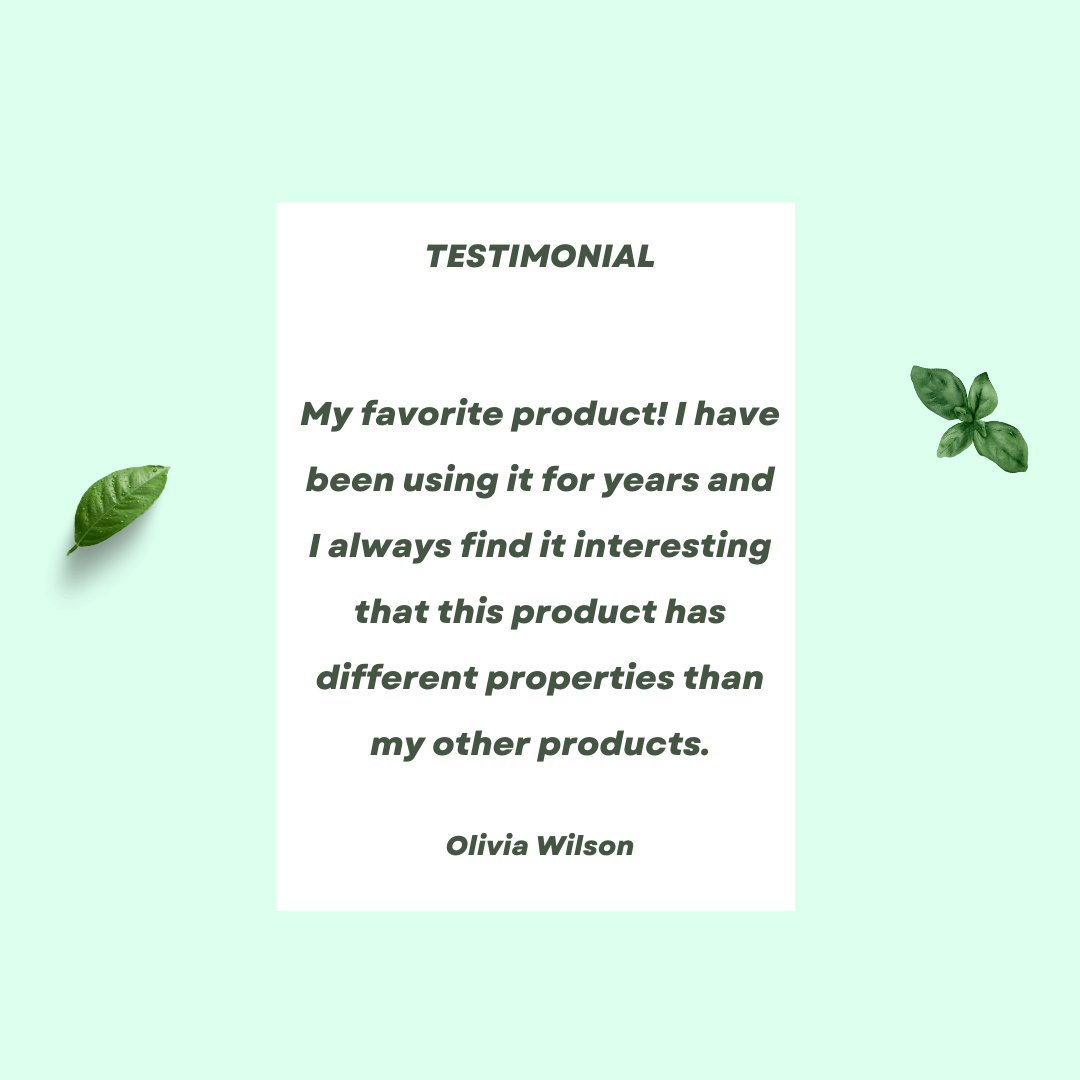 TESTIMONIAL
My favorite product! I have
been using it for years and
I always find it interesting
that this product has
different properties than
my other products.
Olivia Wilson